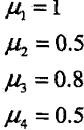 μ₁ = 1
μ₂ = 0.5
μ₃ = 0.8
μ₄ = 0.5